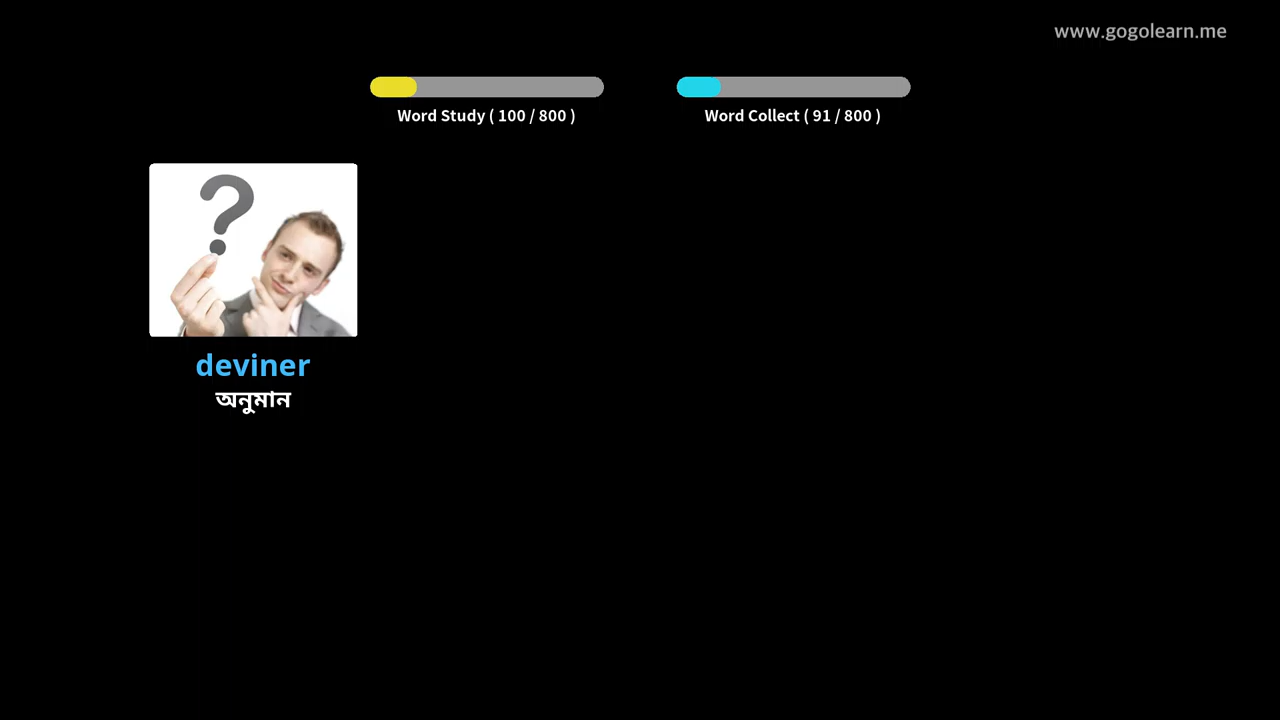 www.gogolearn.me
Word Study ( 100 / 800 )
Word Collect ( 91 / 800 )
?
deviner
অনুমান